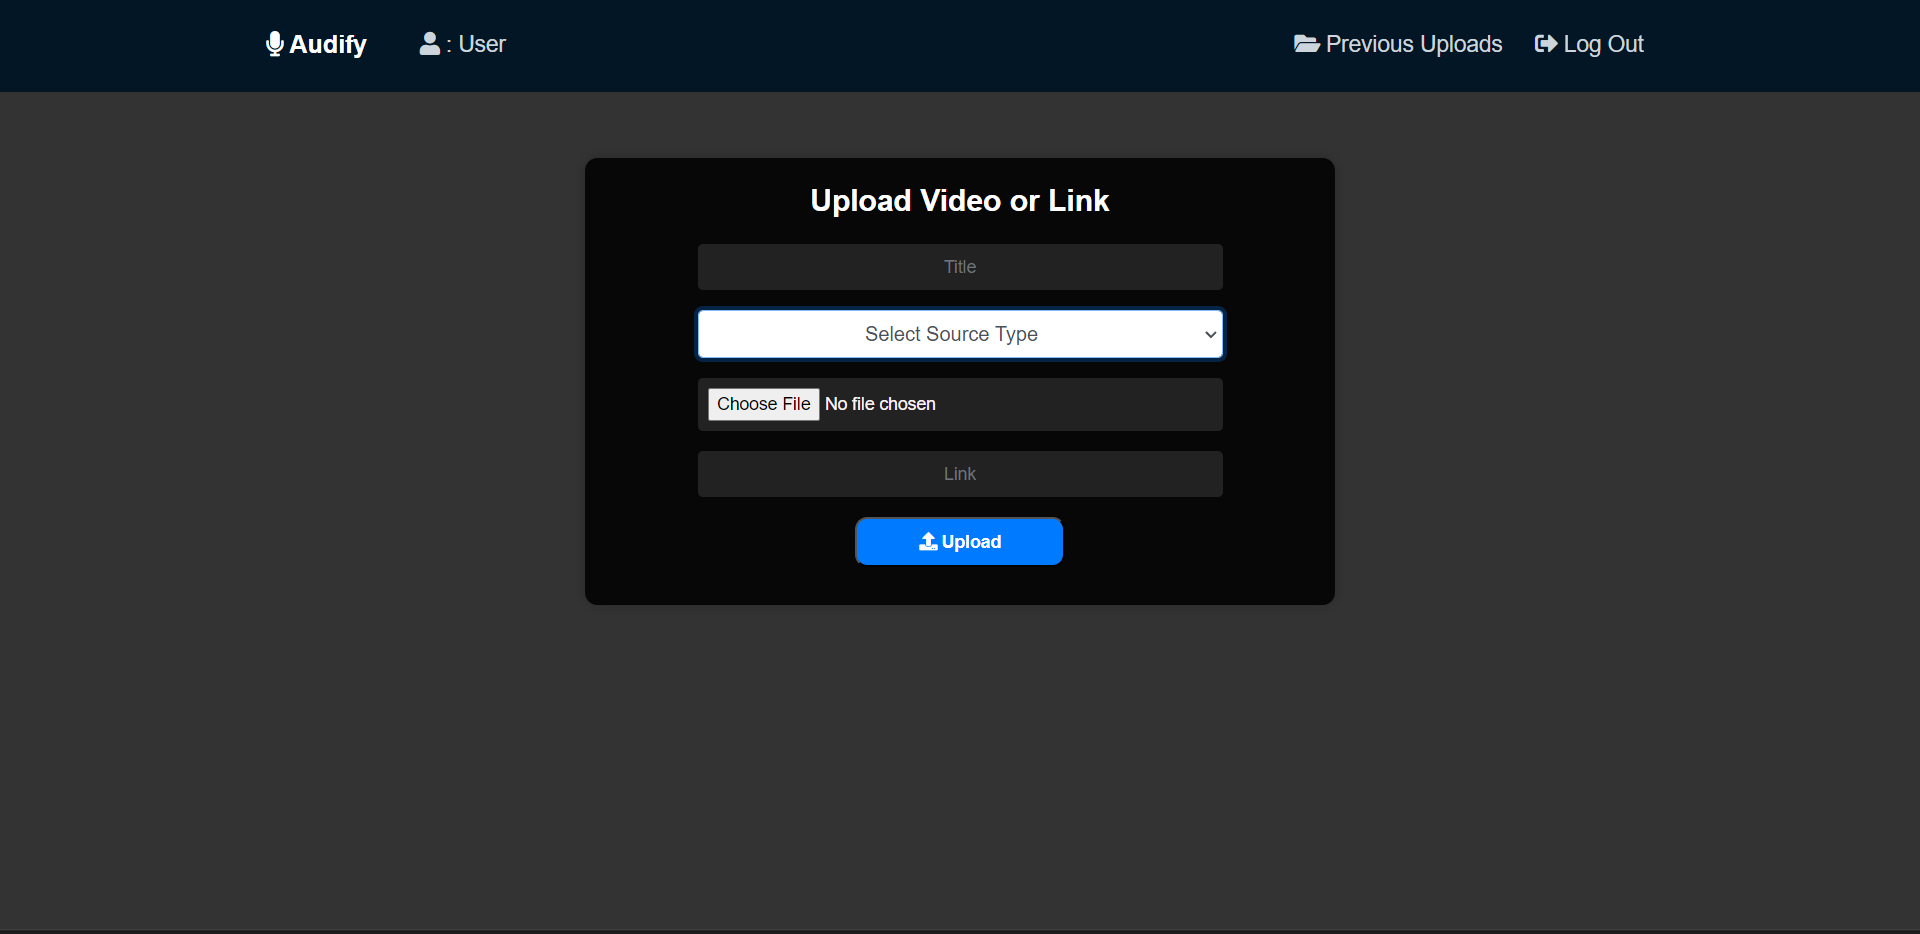 Audify : User Previous Uploads Log Out
Upload Video or Link
Title
Select Source Type
Choose File No file chosen
Link
Upload